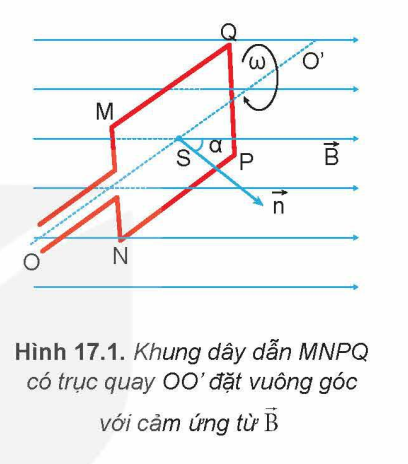 Q
ω
O'
M
S
α
P
B⃗
n⃗
O
N
Hình 17.1. Khung dây dẫn MNPQ
có trục quay OO' đặt vuông góc
với cảm ứng từ B⃗